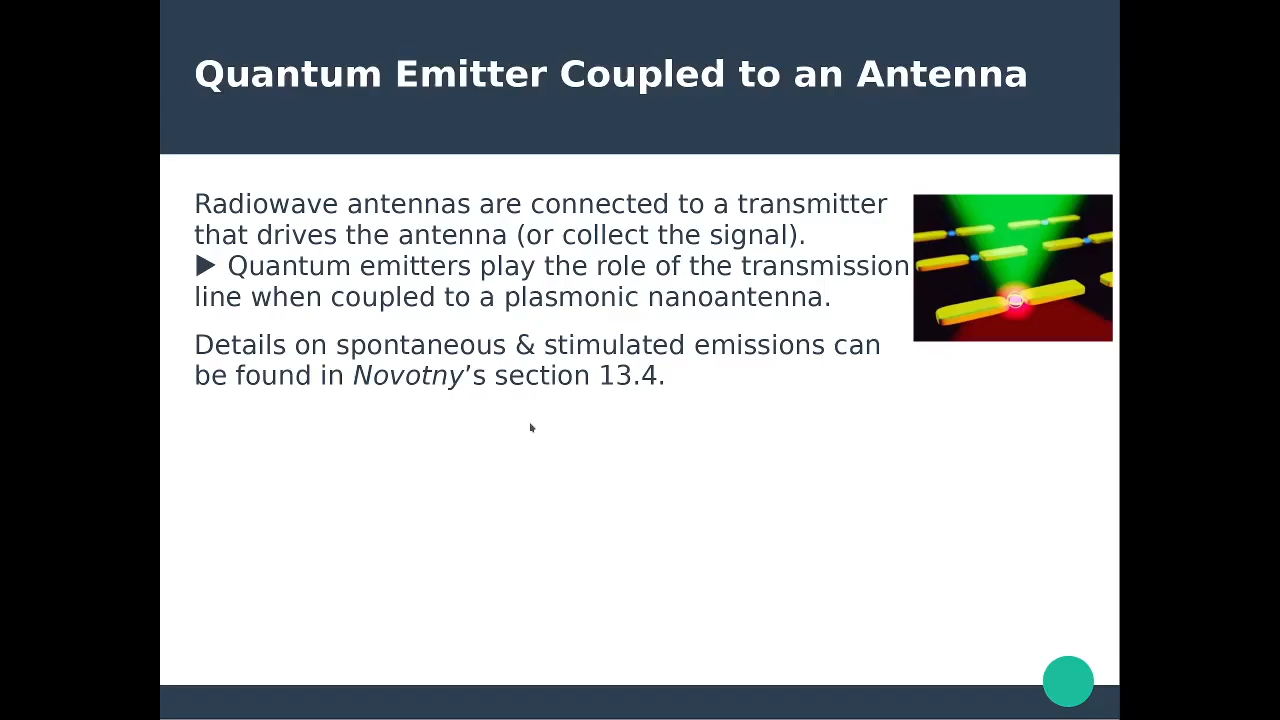 Quantum Emitter Coupled to an Antenna
Radiowave antennas are connected to a transmitter
that drives the antenna (or collect the signal).
▶ Quantum emitters play the role of the transmission
line when coupled to a plasmonic nanoantenna.
Details on spontaneous & stimulated emissions can
be found in Novotny’s section 13.4.